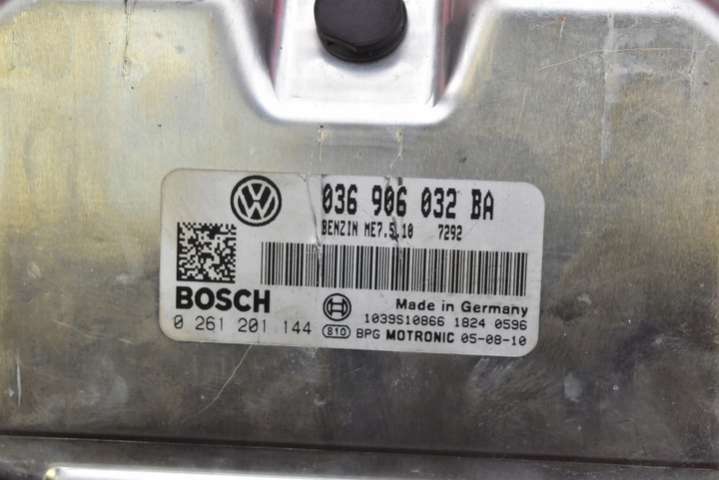 036 906 032 BA
BENZIN ME7.5.10 7292
BOSCH
Made in Germany
1039S10866 1824 0596
0 261 201 144
810 BPG MOTRONIC 05-08-10